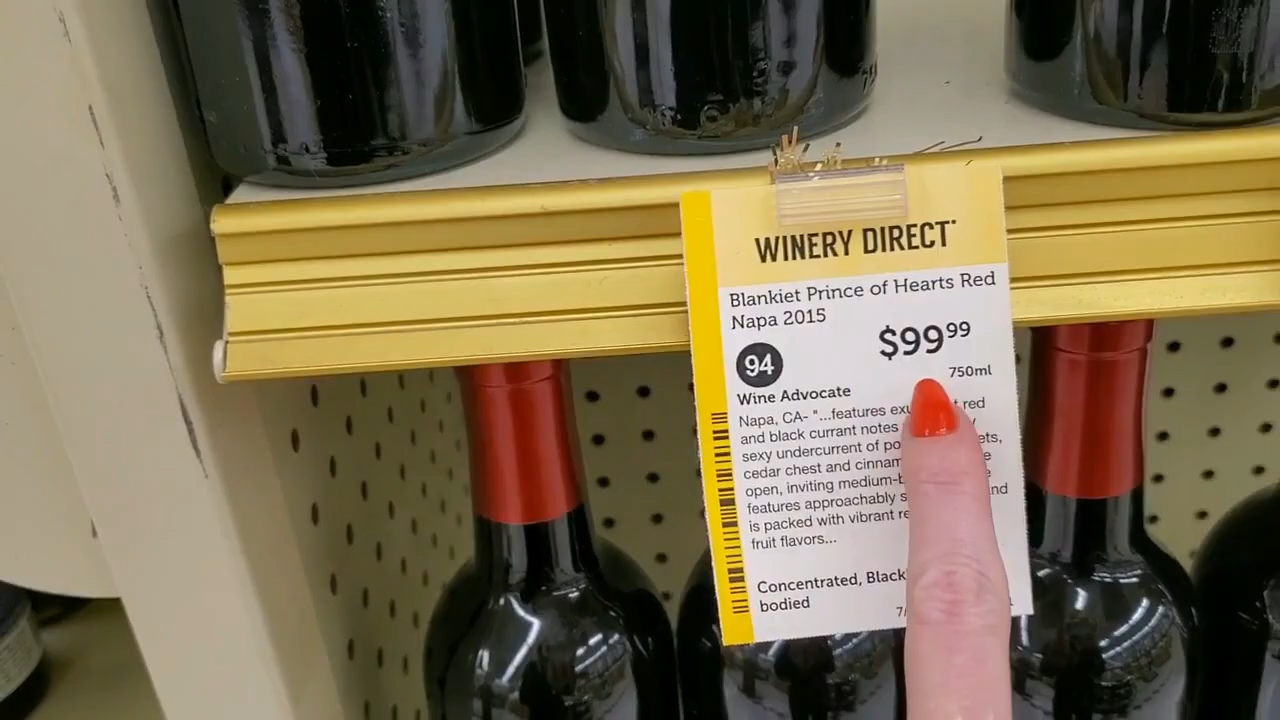 WINERY DIRECT
Blankiet Prince of Hearts Red
Napa 2015
$99.99
94
750ml
Wine Advocate
Napa, CA- "...features red
and black currant notes
sexy undercurrent of
cedar chest and
open, inviting
features approachably and
is packed with vibrant
fruit flavors...
Concentrated,
bodied